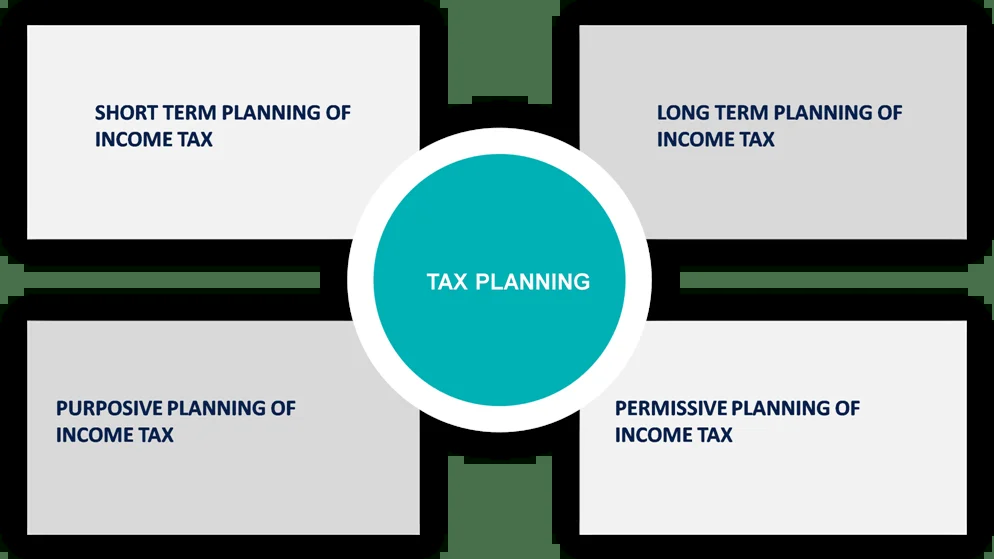 SHORT TERM PLANNING OF
INCOME TAX
LONG TERM PLANNING OF
INCOME TAX
TAX PLANNING
PURPOSIVE PLANNING OF
INCOME TAX
PERMISSIVE PLANNING OF
INCOME TAX